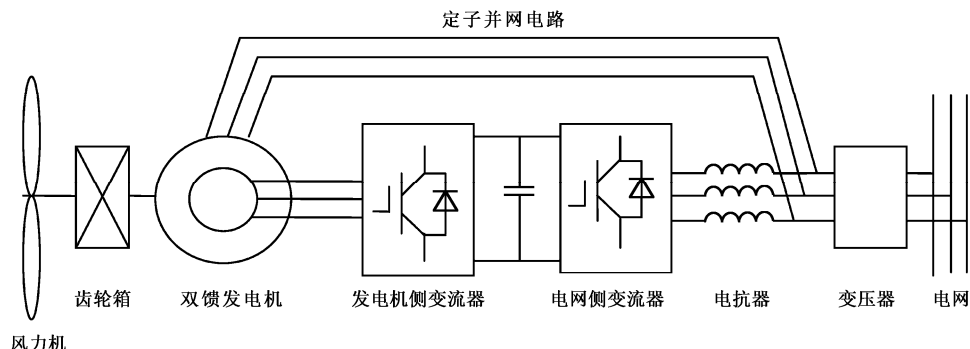 定子并网电路
齿轮箱
双馈发电机
发电机侧变流器
电网侧变流器
电抗器
变压器
电网
风力机